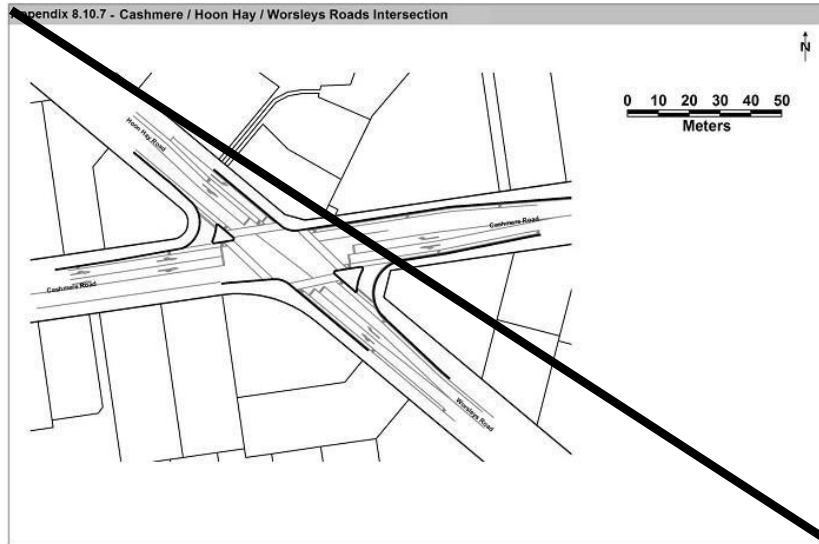 Appendix 8.10.7 - Cashmere / Hoon Hay / Worsleys Roads Intersection
N
0 10 20 30 40 50
Meters
Hoon Hay Road
Cashmere Road
Cashmere Road
Worsleys Road